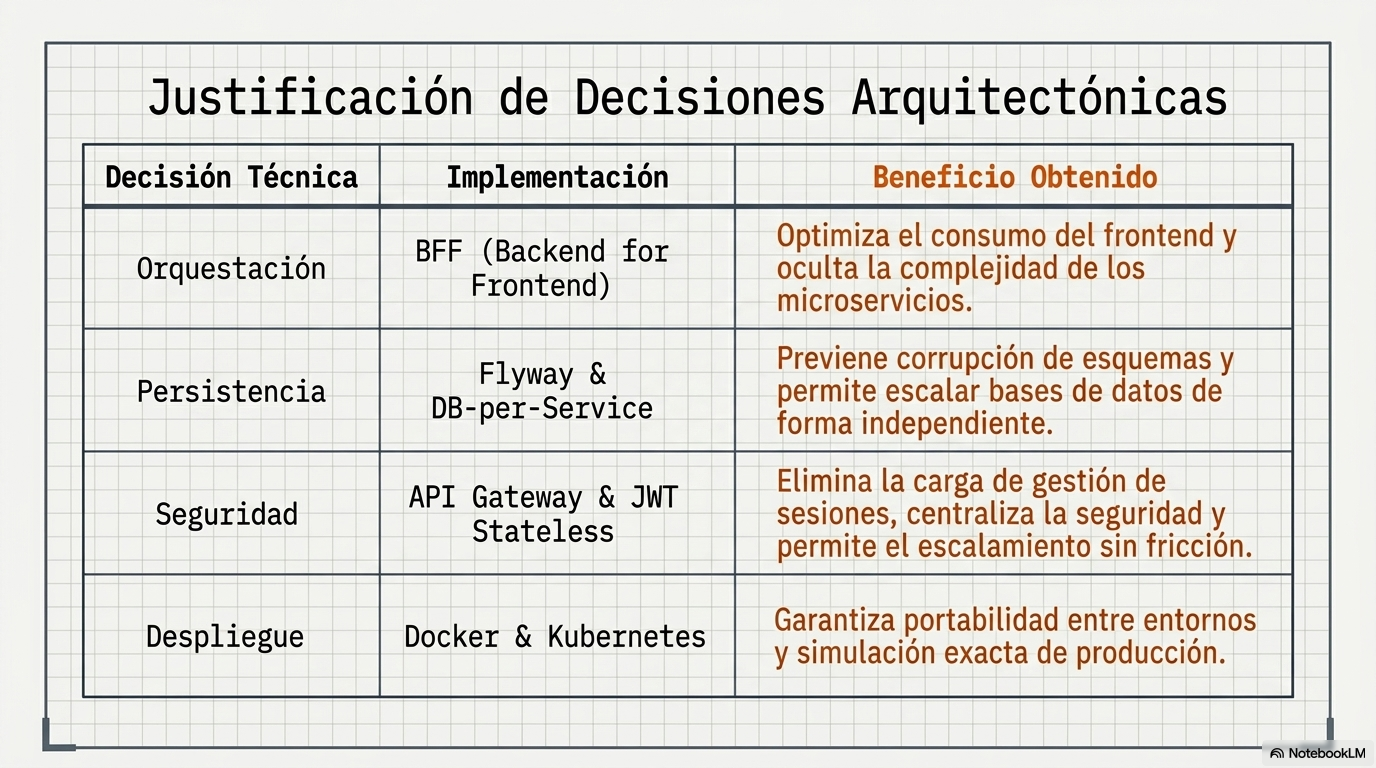 Justificación de Decisiones Arquitectónicas
Decisión Técnica
Implementación
Beneficio Obtenido
Orquestación
BFF (Backend for
Frontend)
Optimiza el consumo del frontend y
oculta la complejidad de los
microservicios.
Persistencia
Flyway &
DB-per-Service
Previene corrupción de esquemas y
permite escalar bases de datos de
forma independiente.
Seguridad
API Gateway & JWT
Stateless
Elimina la carga de gestión de
sesiones, centraliza la seguridad y
permite el escalamiento sin fricción.
Despliegue
Docker & Kubernetes
Garantiza portabilidad entre entornos
y simulación exacta de producción.
NotebookLM